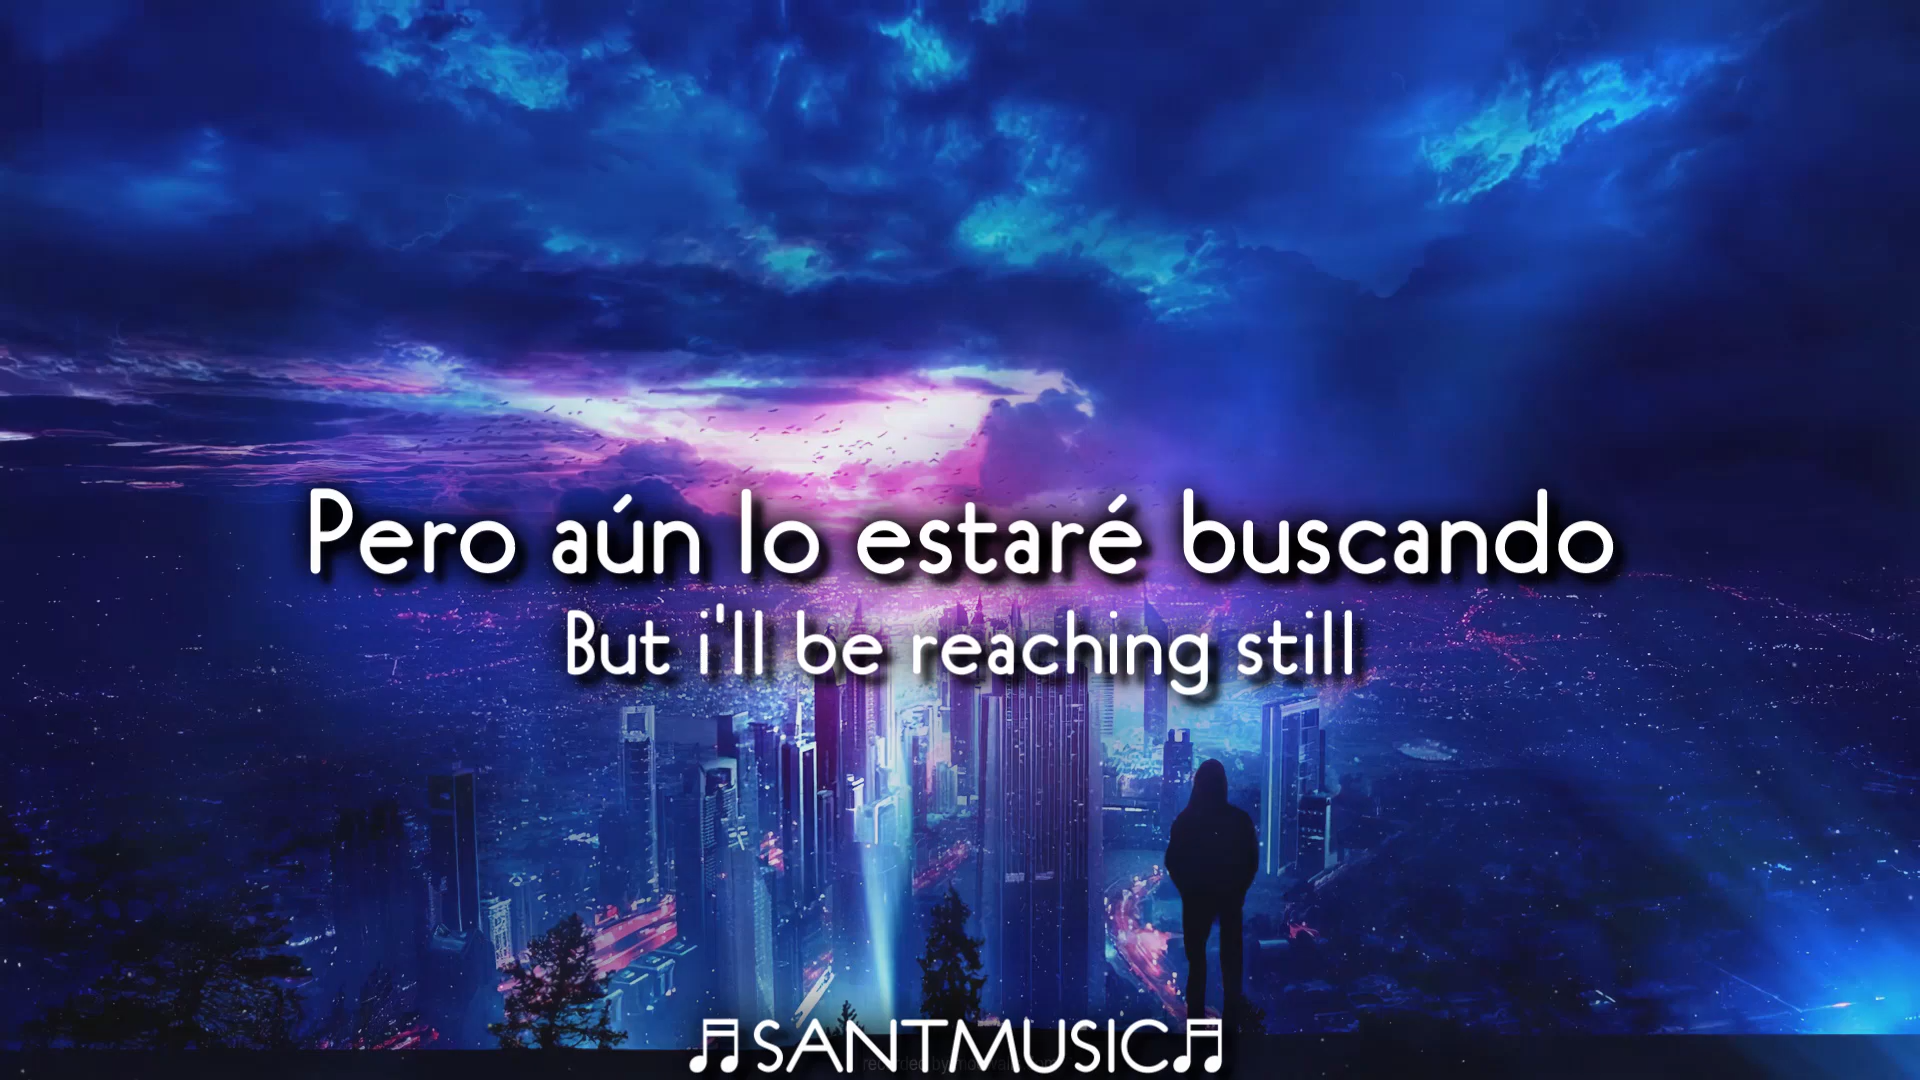 Pero aún lo estaré buscando
But i'll be reaching still
♫SANTMUSIC♫